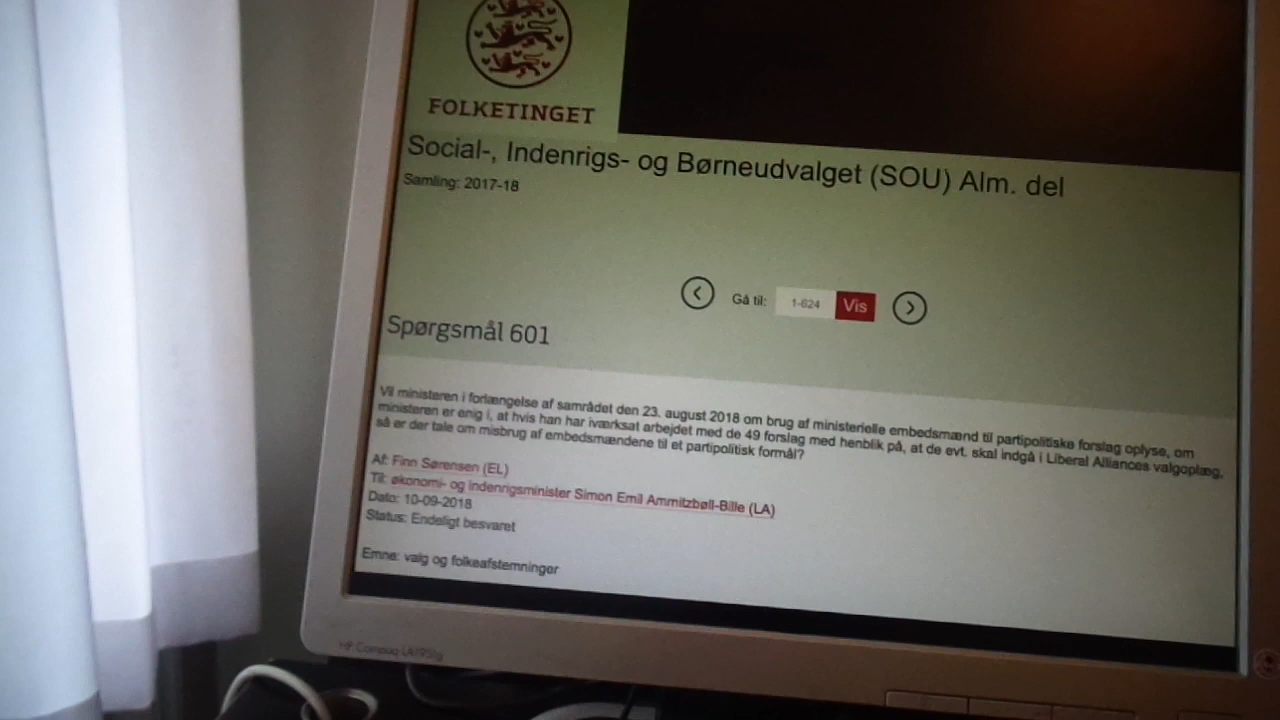 FOLKETINGET
Social-, Indenrigs- og Børneudvalget (SOU) Alm. del
Samling: 2017-18
Gå til: 1-624 Vis
Spørgsmål 601
Vil ministeren i forlængelse af samrådet den 23. august 2018 om brug af ministerielle embedsmænd til partipolitiske forslag oplyse, om
ministeren er enig i, at hvis han har iværksat arbejdet med de 49 forslag med henblik på, at de evt. skal indgå i Liberal Alliances valgoplæg,
så er der tale om misbrug af embedsmændene til et partipolitisk formål?
Af: Finn Sørensen (EL)
Til: økonomi- og indenrigsminister Simon Emil Ammitzbøll-Bille (LA)
Dato: 10-09-2018
Status: Endeligt besvaret
Emne: valg og folkeafstemninger
HP Compaq LA1951g